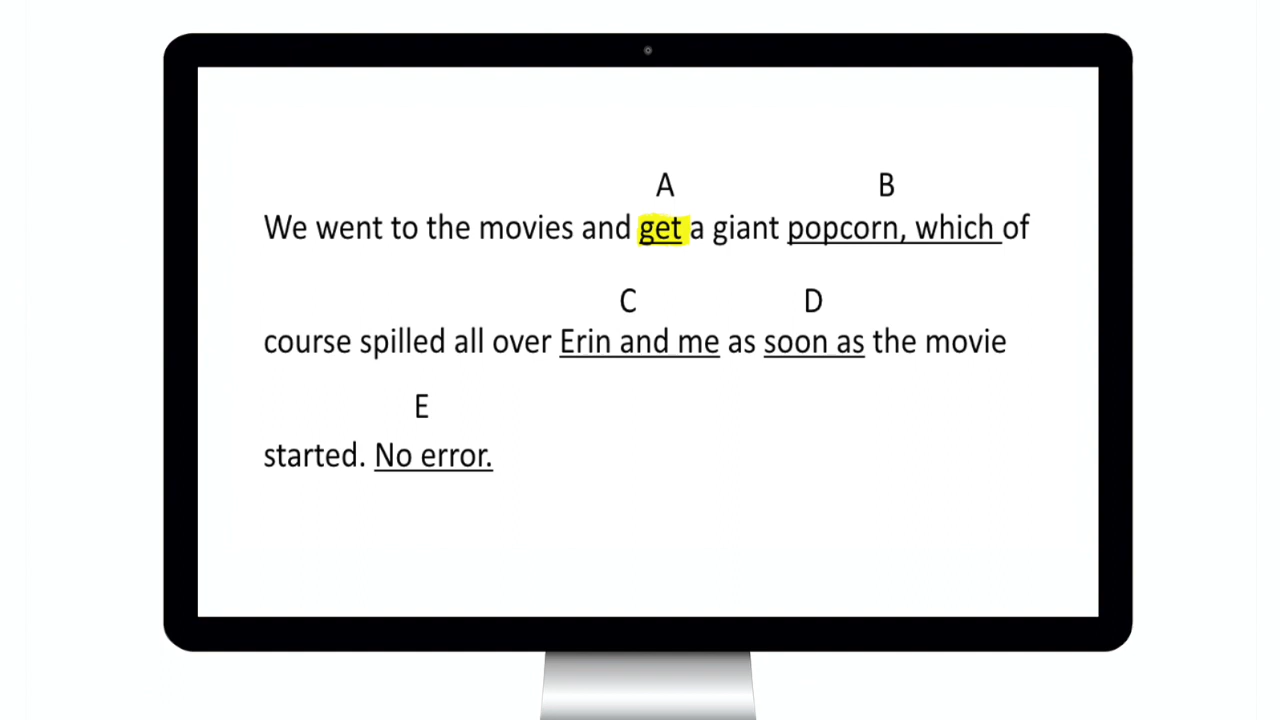 A B
We went to the movies and get a giant popcorn, which of
C D
course spilled all over Erin and me as soon as the movie
E
started. No error.